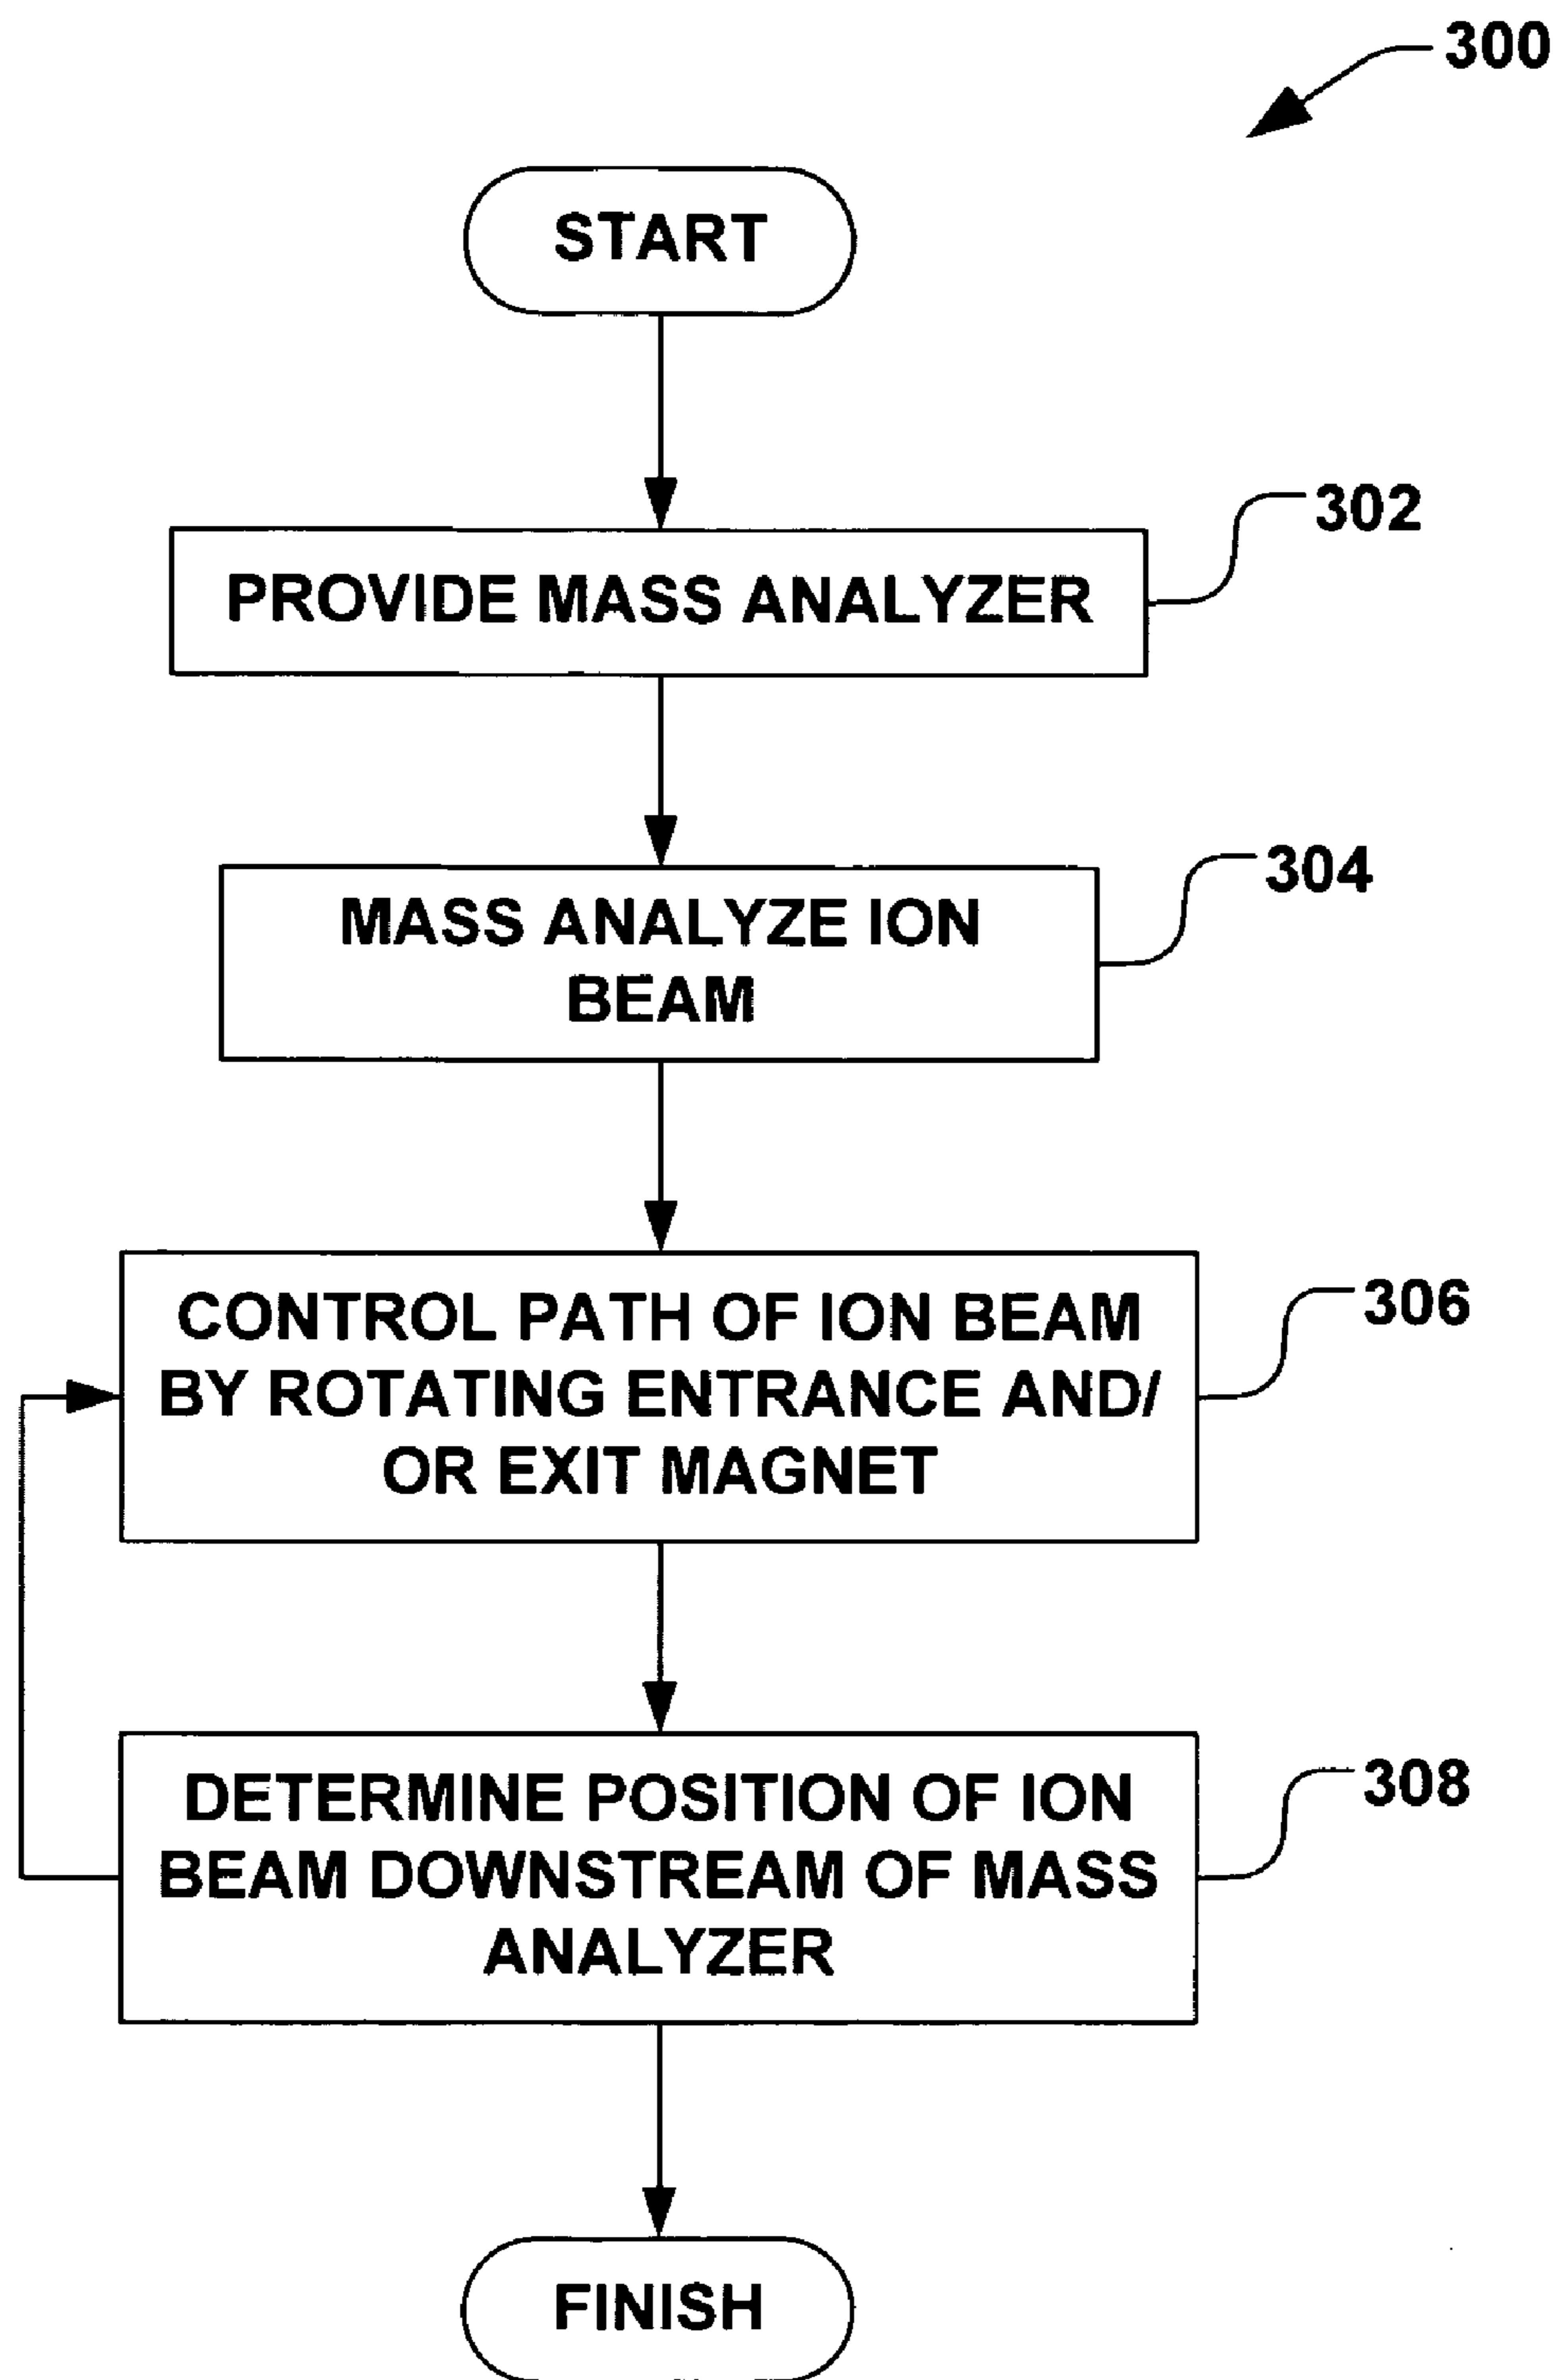 300
START
PROVIDE MASS ANALYZER
302
MASS ANALYZE ION
BEAM
304
CONTROL PATH OF ION BEAM
BY ROTATING ENTRANCE AND/
OR EXIT MAGNET
306
DETERMINE POSITION OF ION
BEAM DOWNSTREAM OF MASS
ANALYZER
308
FINISH